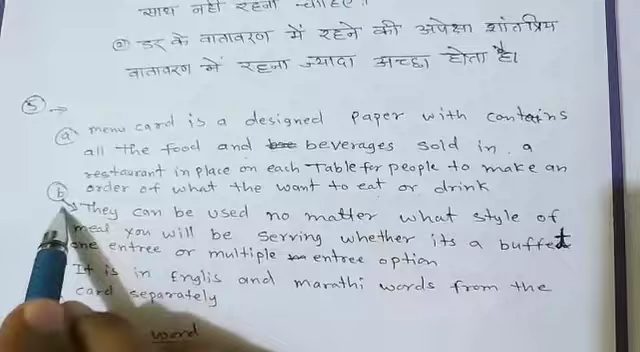 साथ नहीं रहना चाहिए।
② डर के वातावरण में रहने की अपेक्षा शांतप्रिय
वातावरण में रहना ज्यादा अच्छा होता है।
⑤ →
ⓐ menu card is a designed paper with contains
all the food and beverages sold in a
restaurant in place on each Table for people to make an
order of what the want to eat or drink
ⓑ → They can be used no matter what style of
meal you will be serving whether its a buffet
one entree or multiple entree option
It is in Englis and marathi words from the
card separately
word